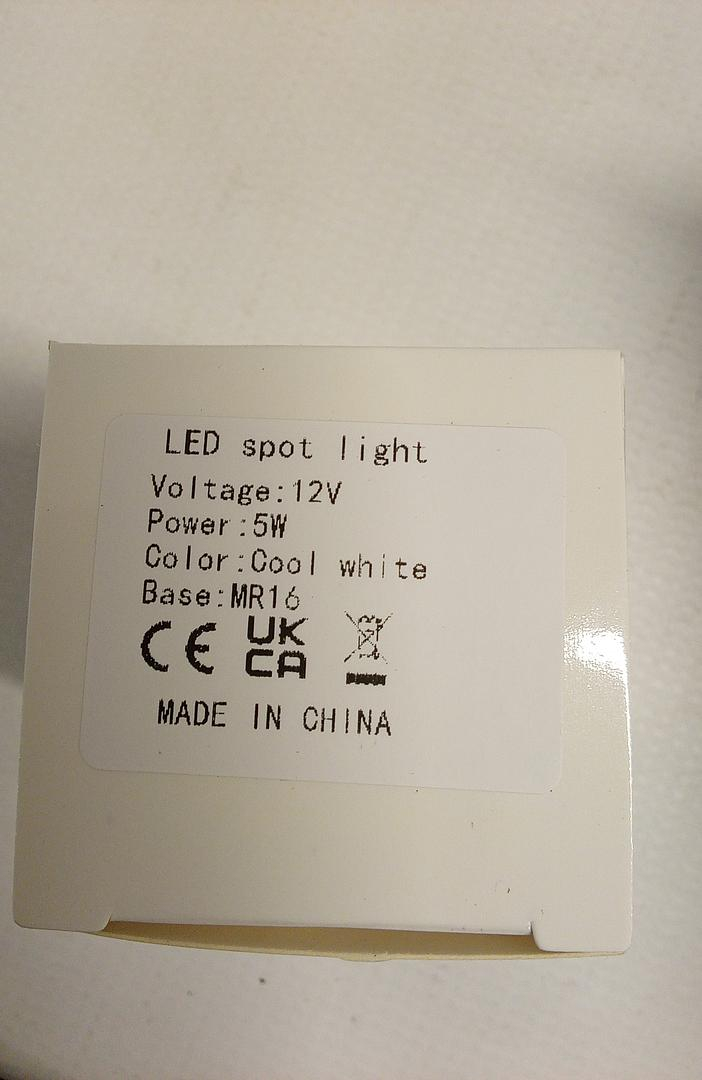 LED spot light
Voltage:12V
Power:5W
Color:Cool white
Base:MR16
CE UK
CA
MADE IN CHINA